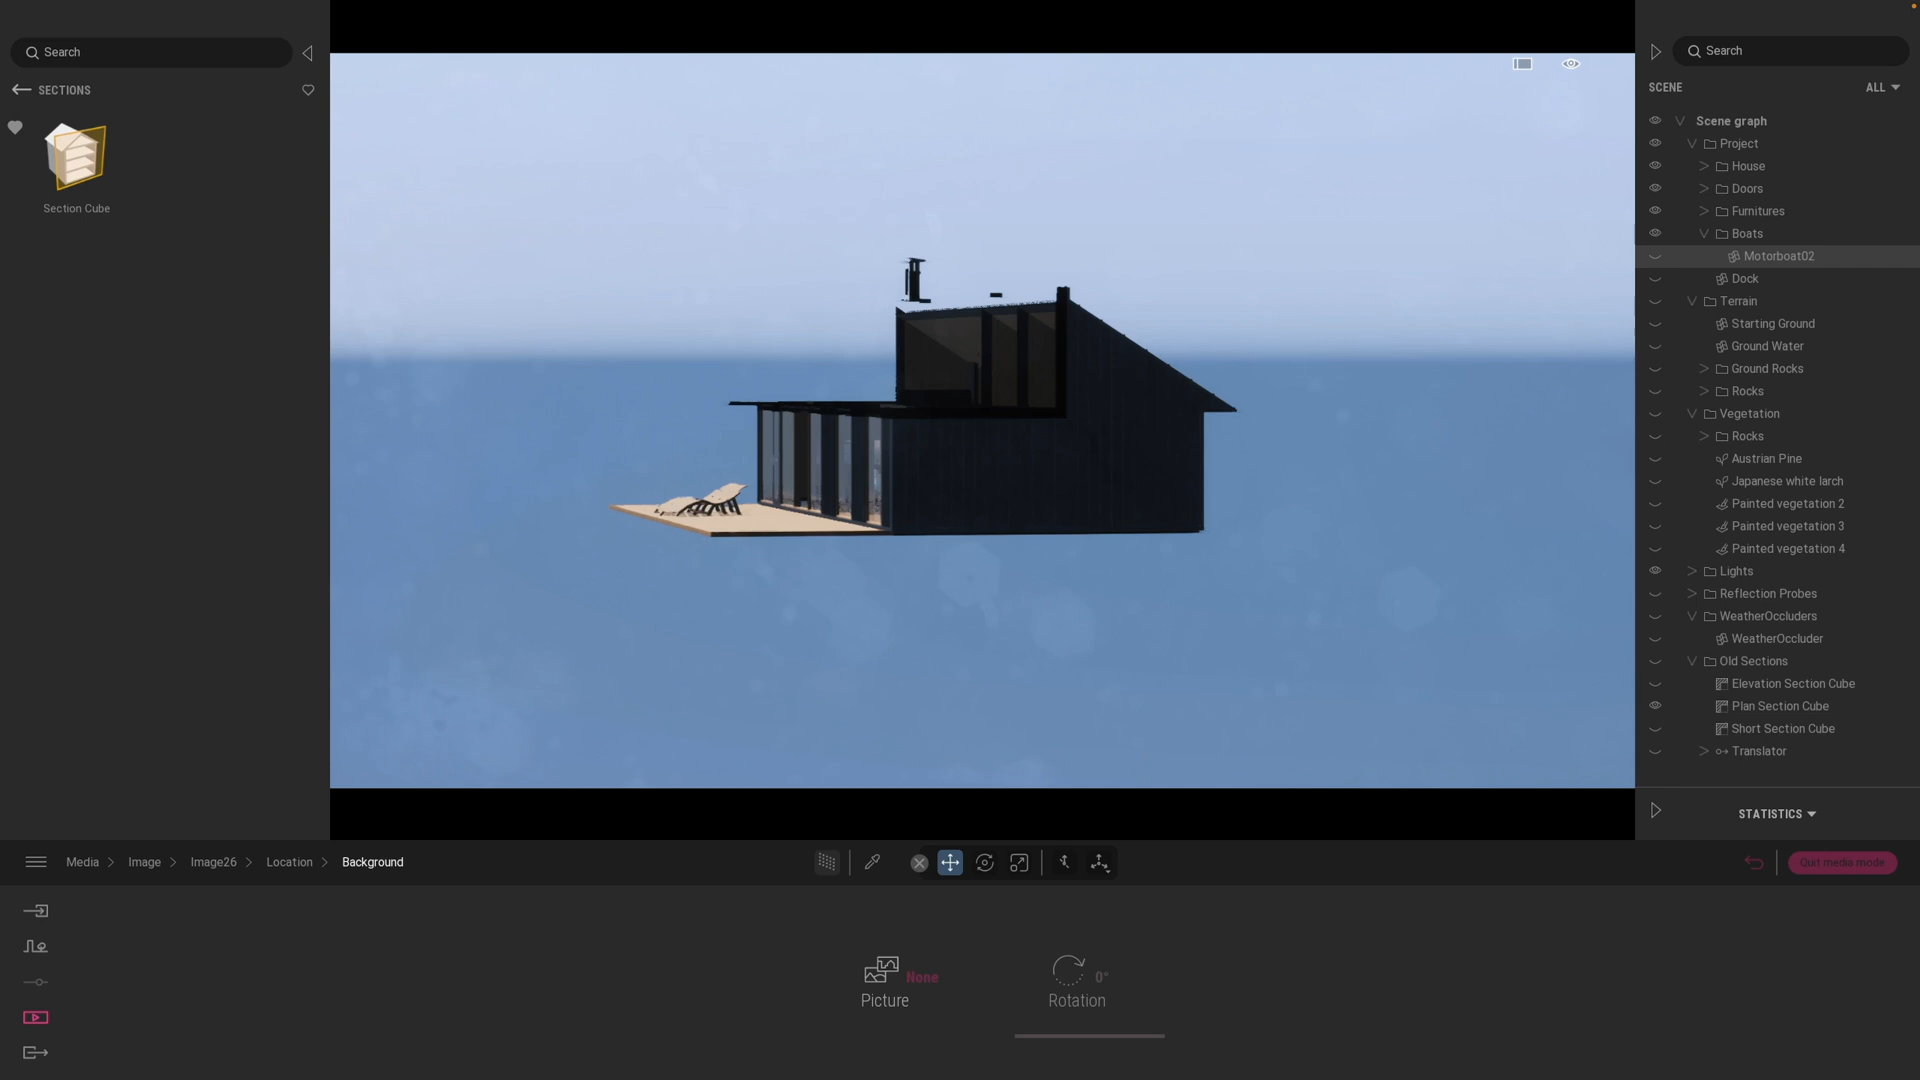 Search
SECTIONS
Section Cube
Search
SCENE
ALL
Scene graph
Project
House
Doors
Furnitures
Boats
Motorboat02
Dock
Terrain
Starting Ground
Ground Water
Ground Rocks
Rocks
Vegetation
Rocks
Austrian Pine
Japanese white larch
Painted vegetation 2
Painted vegetation 3
Painted vegetation 4
Lights
Reflection Probes
WeatherOccluders
WeatherOccluder
Old Sections
Elevation Section Cube
Plan Section Cube
Short Section Cube
Translator
STATISTICS
Media
Image
Image26
Location
Background
Quit media mode
None
Picture
0°
Rotation